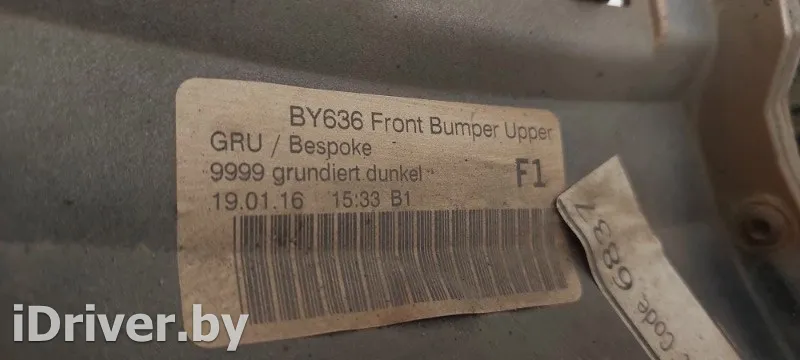 BY636 Front Bumper Upper
GRU / Bespoke
9999 grundiert dunkel F1
19.01.16 15:33 B1
Code 6837
iDriver.by